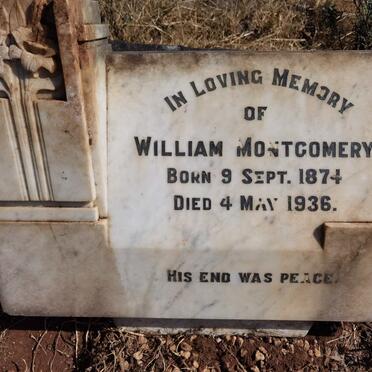 IN LOVING MEMORY
OF
WILLIAM MONTGOMERY
BORN 9 SEPT. 1874
DIED 4 MAY 1936.
HIS END WAS PEACE.